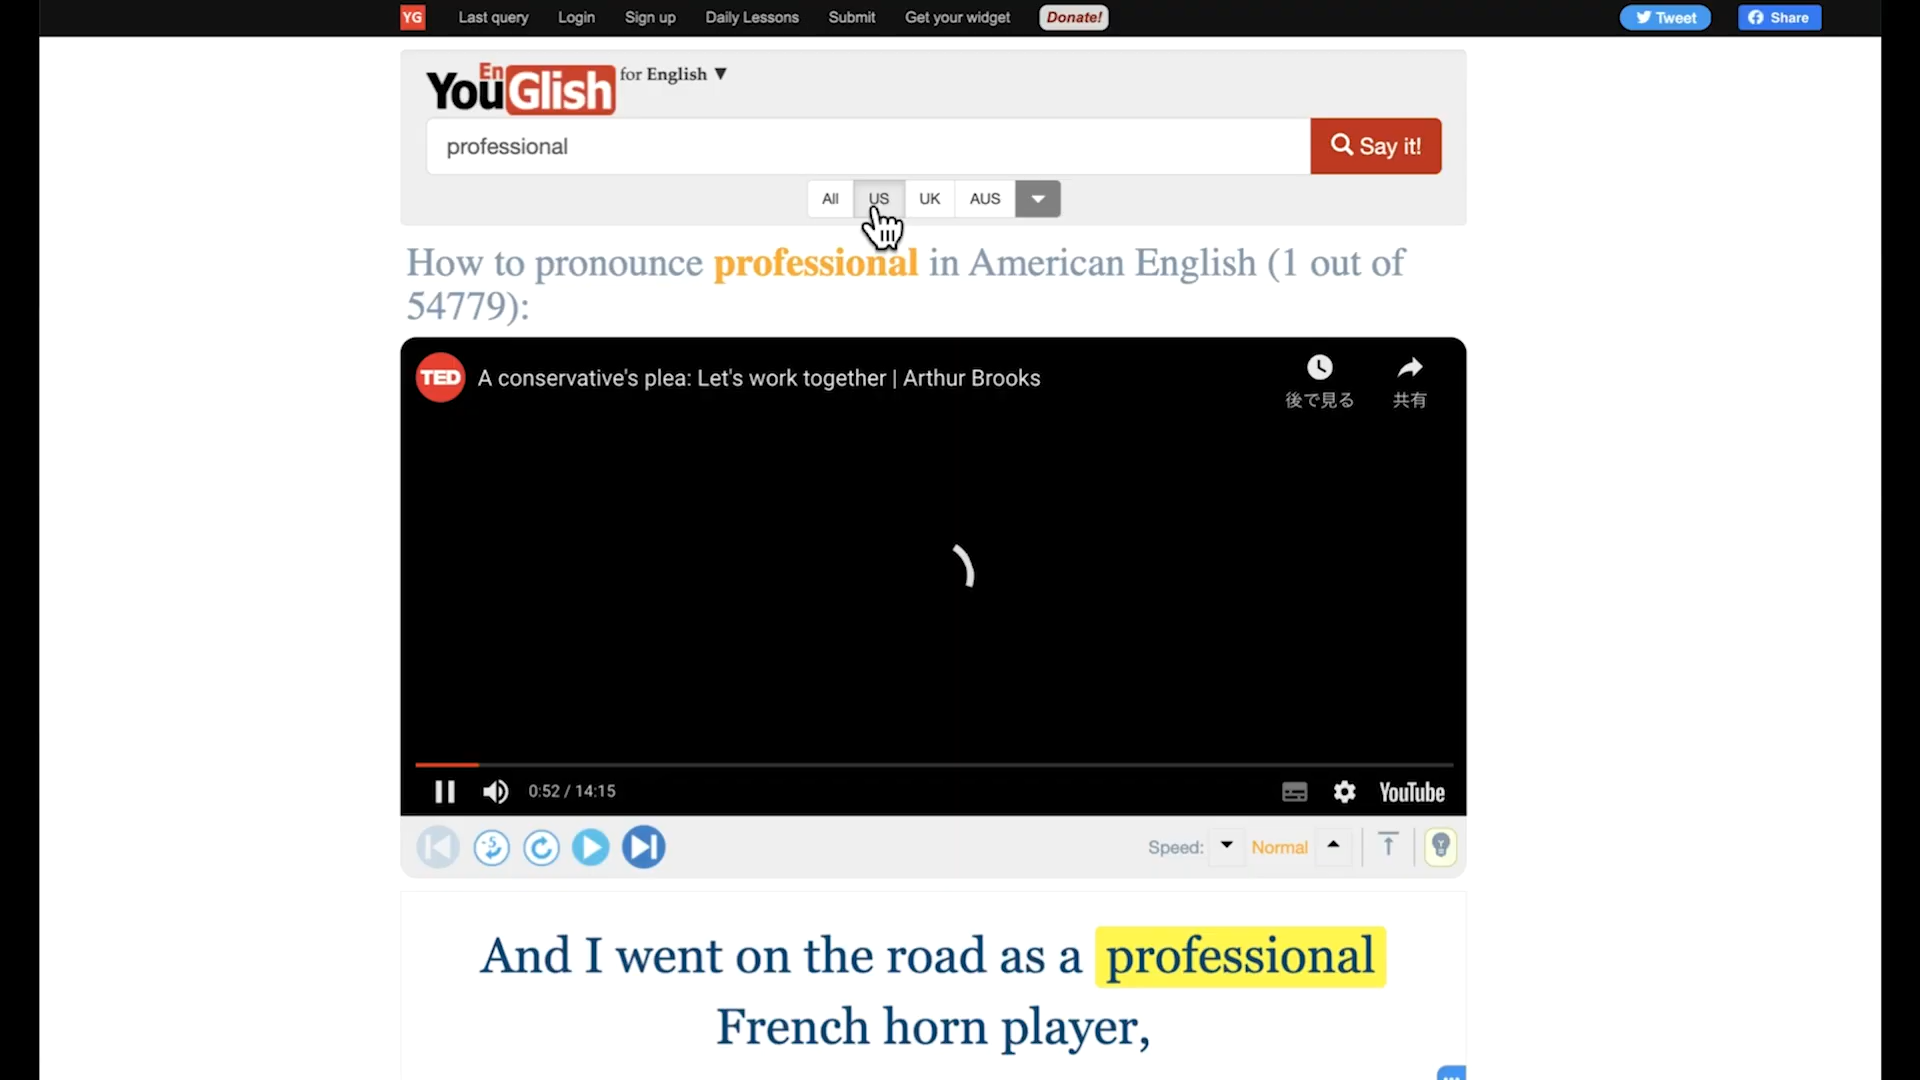 YG Last query Login Sign up Daily Lessons Submit Get your widget Donate! Tweet Share
YouEnGlish for English ▼
professional Say it!
All US UK AUS
How to pronounce professional in American English (1 out of
54779):
TED A conservative's plea: Let's work together | Arthur Brooks
後で見る 共有
0:52 / 14:15 YouTube
-5 Speed: Normal
And I went on the road as a professional
French horn player,